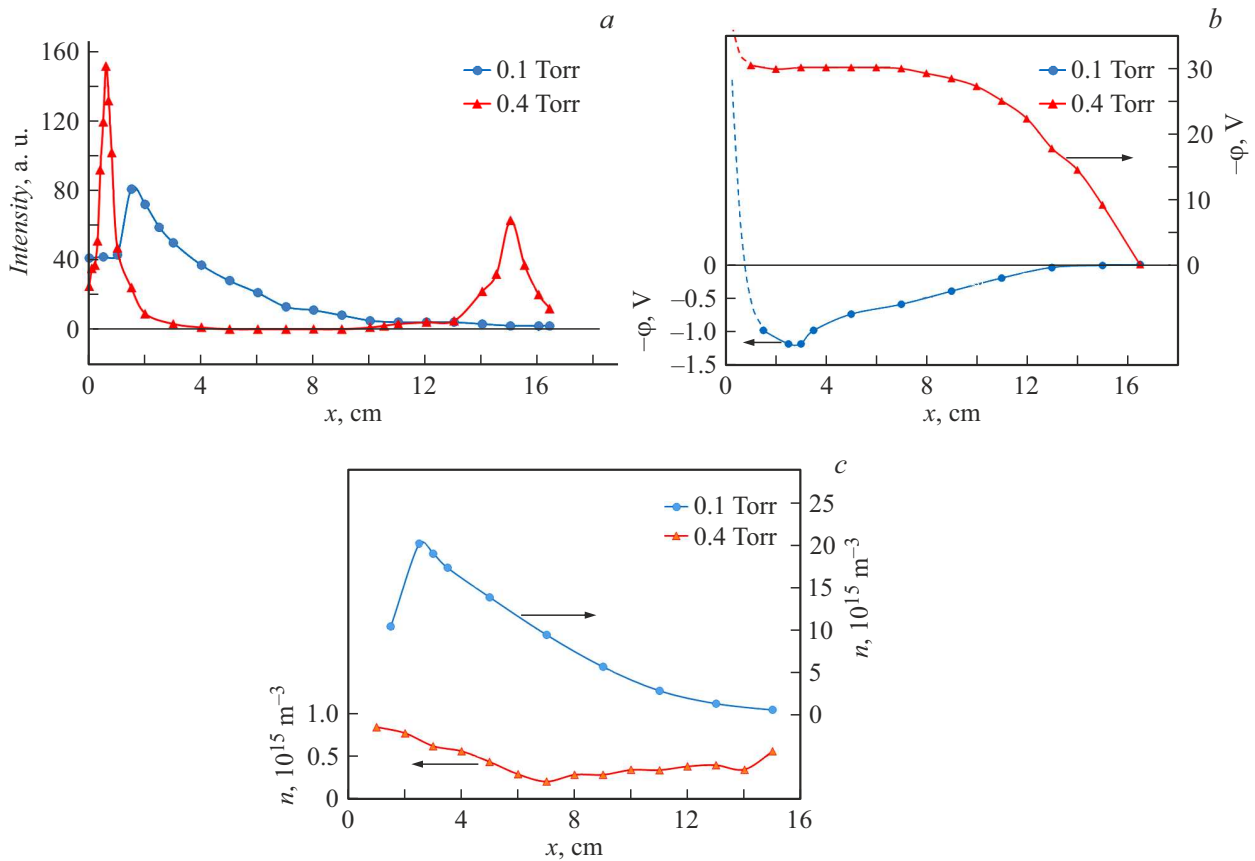 a
160
120
80
40
0
Intensity, a. u.
0.1 Torr
0.4 Torr
0 4 8 12 16
x, cm
b
0.1 Torr
0.4 Torr
30
20
10
0
−φ, V
0
−0.5
−1.0
−1.5
−φ, V
0 4 8 12 16
x, cm
c
0.1 Torr
0.4 Torr
25
20
15
10
5
0
n, 10¹⁵ m⁻³
1.0
0.5
0
n, 10¹⁵ m⁻³
0 4 8 12 16
x, cm